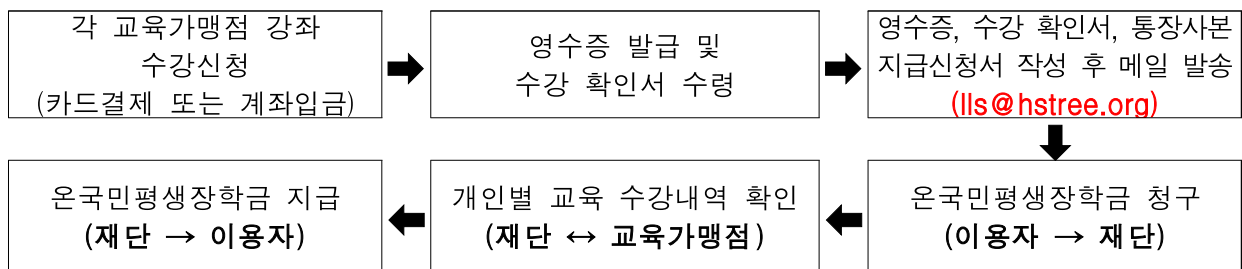 각 교육가맹점 강좌
수강신청
(카드결제 또는 계좌입금)
영수증 발급 및
수강 확인서 수령
영수증, 수강 확인서, 통장사본
지급신청서 작성 후 메일 발송
(lls@hstree.org)
온국민평생장학금 청구
(이용자 → 재단)
개인별 교육 수강내역 확인
(재단 ↔ 교육가맹점)
온국민평생장학금 지급
(재단 → 이용자)